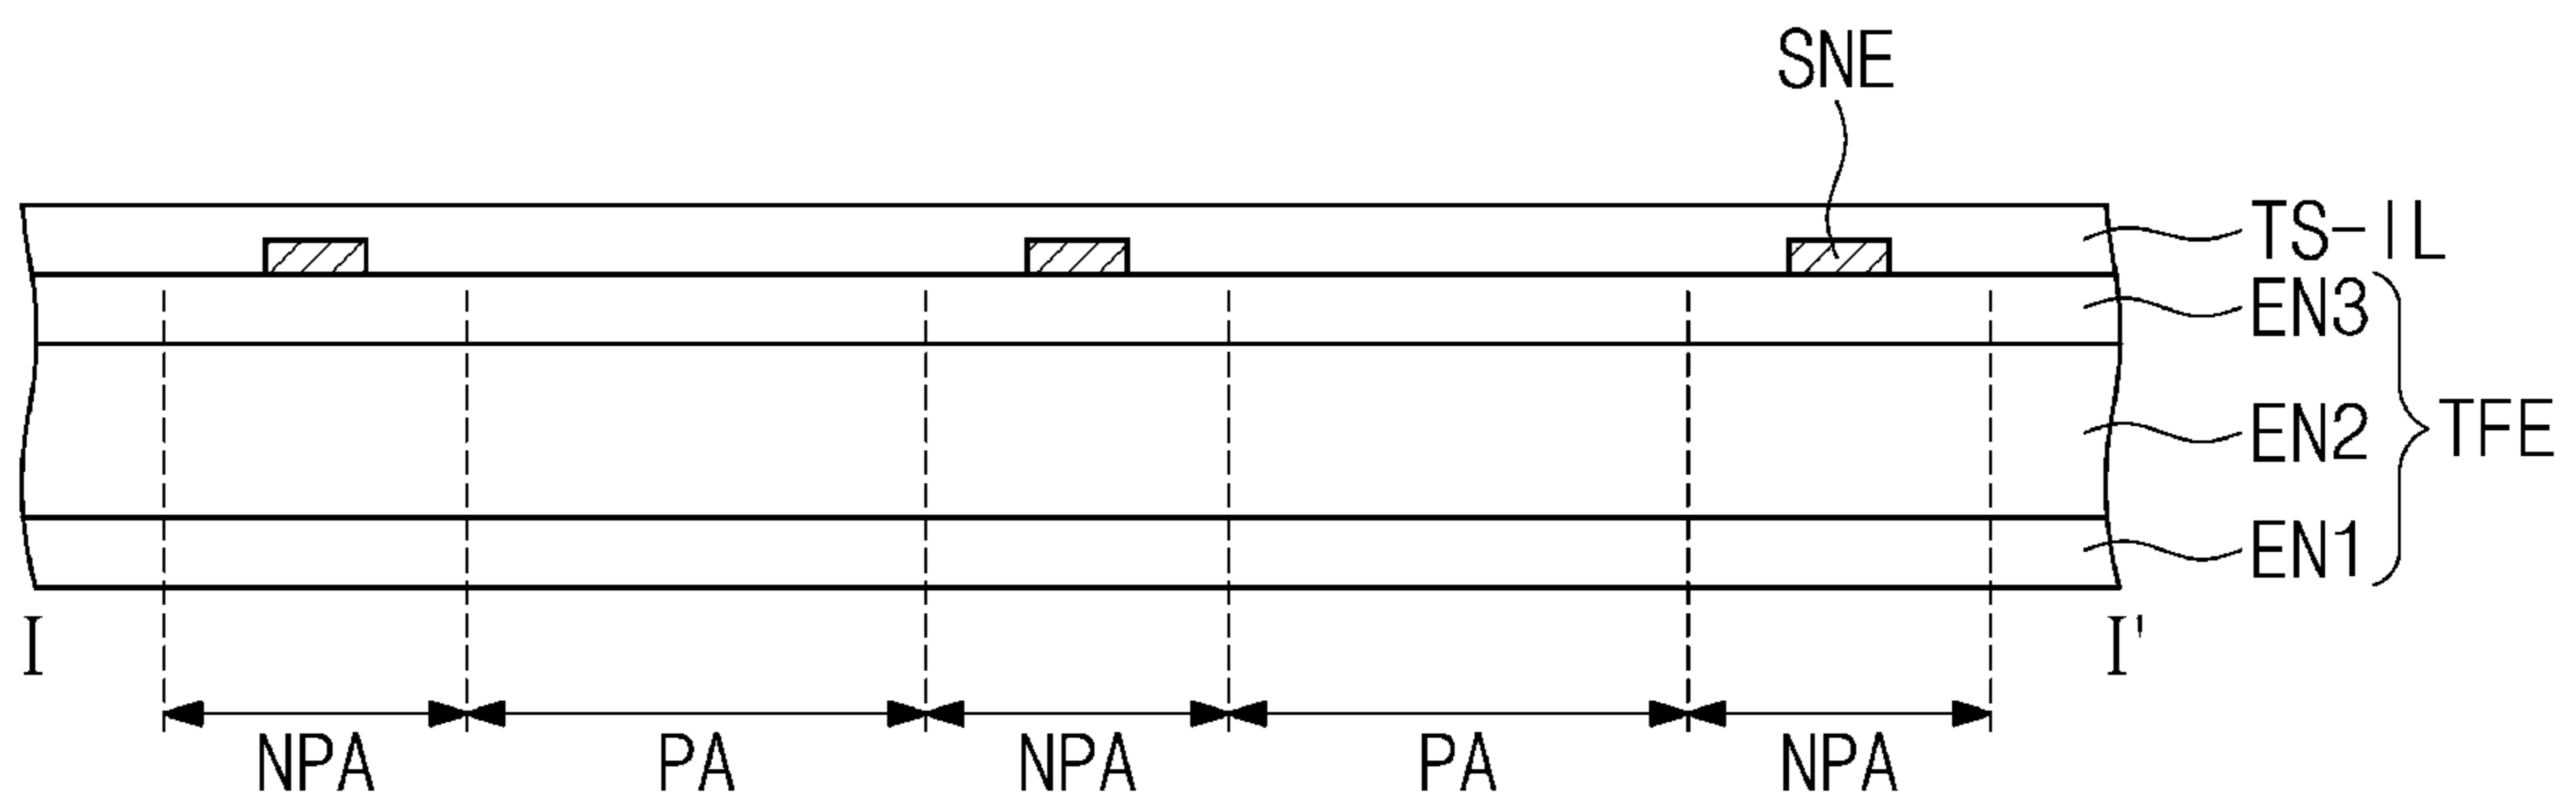 SNE
TS-IL
EN3
EN2
TFE
EN1
I I'
NPA PA NPA PA NPA